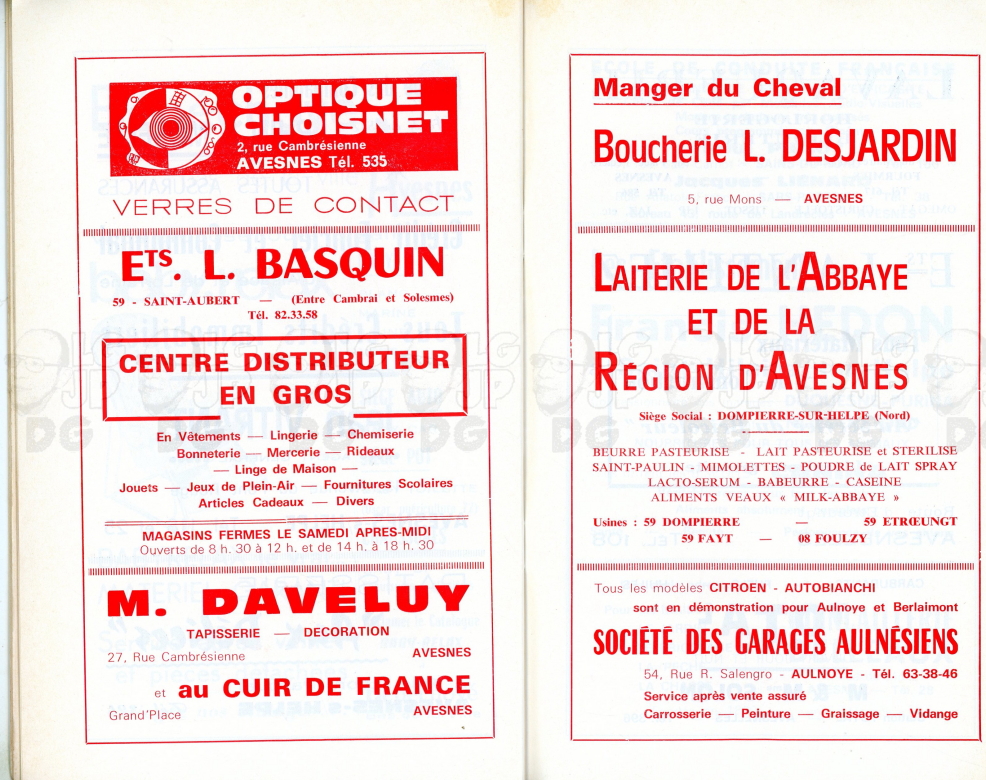 OPTIQUE
CHOISNET
2, rue Cambrésienne
AVESNES Tél. 535
VERRES DE CONTACT
ETS. L. BASQUIN
59 - SAINT-AUBERT — (Entre Cambrai et Solesmes)
Tél. 82.33.58
CENTRE DISTRIBUTEUR
EN GROS
En Vêtements — Lingerie — Chemiserie
Bonneterie — Mercerie — Rideaux
— Linge de Maison —
Jouets — Jeux de Plein-Air — Fournitures Scolaires
Articles Cadeaux — Divers
MAGASINS FERMES LE SAMEDI APRES-MIDI
Ouverts de 8 h. 30 à 12 h. et de 14 h. à 18 h. 30
M. DAVELUY
TAPISSERIE — DECORATION
27, Rue Cambrésienne AVESNES
et au CUIR DE FRANCE
Grand'Place AVESNES
Manger du Cheval
Boucherie L. DESJARDIN
5, rue Mons — AVESNES
LAITERIE DE L'ABBAYE
ET DE LA
RÉGION D'AVESNES
Siège Social : DOMPIERRE-SUR-HELPE (Nord)
BEURRE PASTEURISE - LAIT PASTEURISE et STERILISE
SAINT-PAULIN - MIMOLETTES - POUDRE de LAIT SPRAY
LACTO-SERUM - BABEURRE - CASEINE
ALIMENTS VEAUX « MILK-ABBAYE »
Usines : 59 DOMPIERRE — 59 ETRŒUNGT
59 FAYT — 08 FOULZY
Tous les modèles CITROEN - AUTOBIANCHI
sont en démonstration pour Aulnoye et Berlaimont
SOCIÉTÉ DES GARAGES AULNÉSIENS
54, Rue R. Salengro - AULNOYE - Tél. 63-38-46
Service après vente assuré
Carrosserie — Peinture — Graissage — Vidange